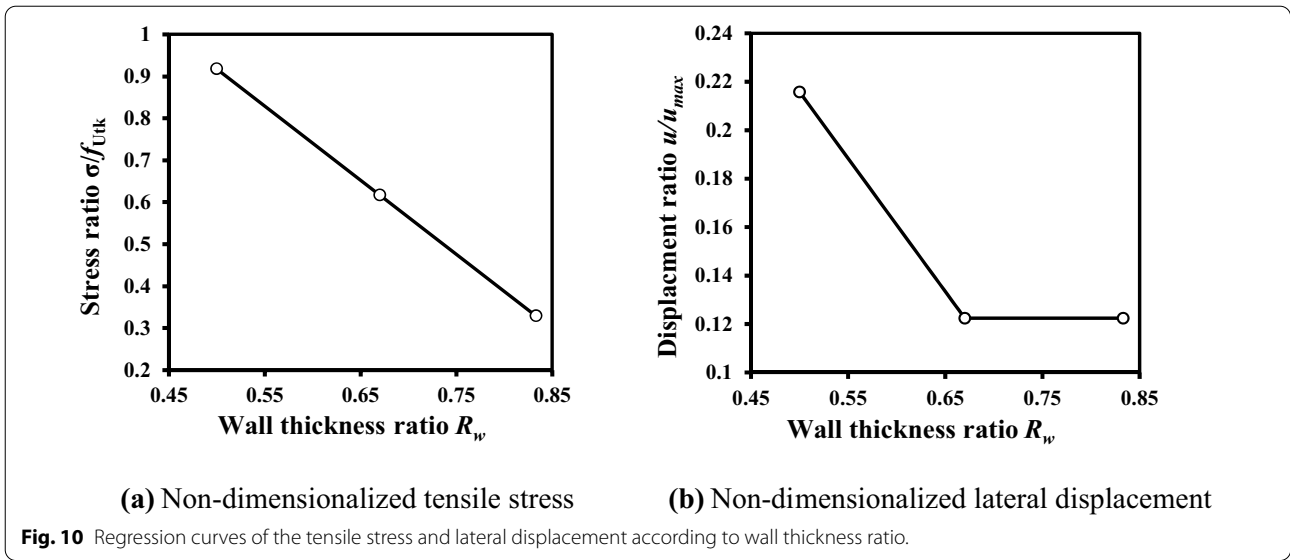 1
0.9
0.8
0.7
0.6
0.5
0.4
0.3
0.2
Stress ratio σ/fUtk
0.45 0.55 0.65 0.75 0.85
Wall thickness ratio Rw
(a) Non-dimensionalized tensile stress
0.24
0.22
0.2
0.18
0.16
0.14
0.12
0.1
Displacment ratio u/umax
0.45 0.55 0.65 0.75 0.85
Wall thickness ratio Rw
(b) Non-dimensionalized lateral displacement
Fig. 10 Regression curves of the tensile stress and lateral displacement according to wall thickness ratio.